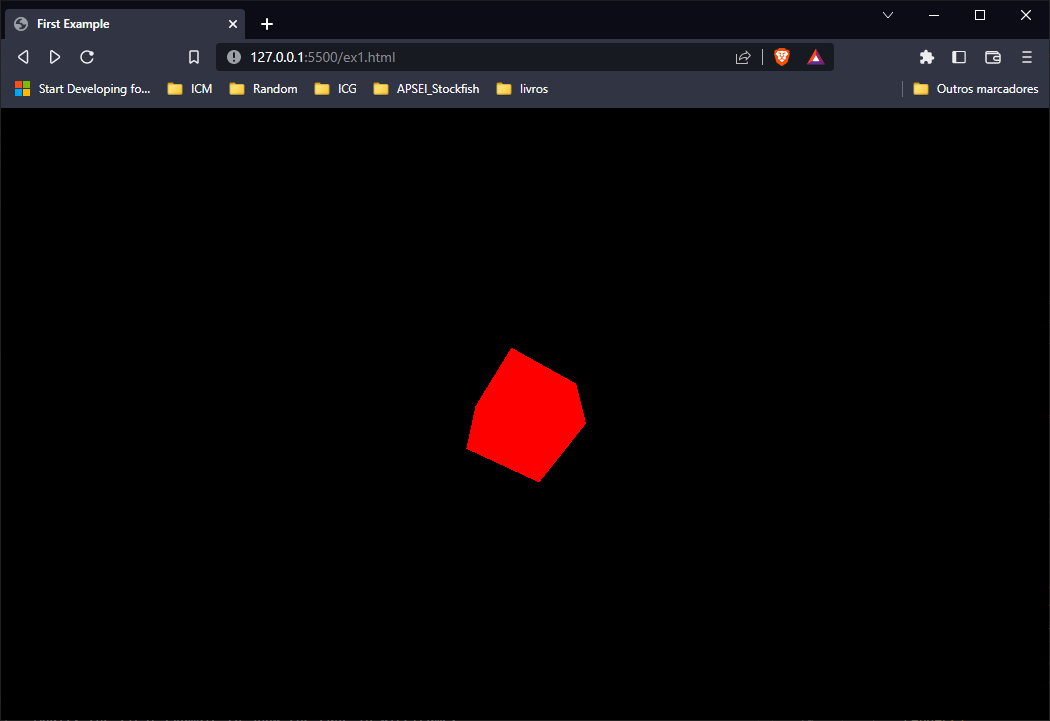 First Example
127.0.0.1:5500/ex1.html
Start Developing fo... ICM Random ICG APSEI_Stockfish livros Outros marcadores